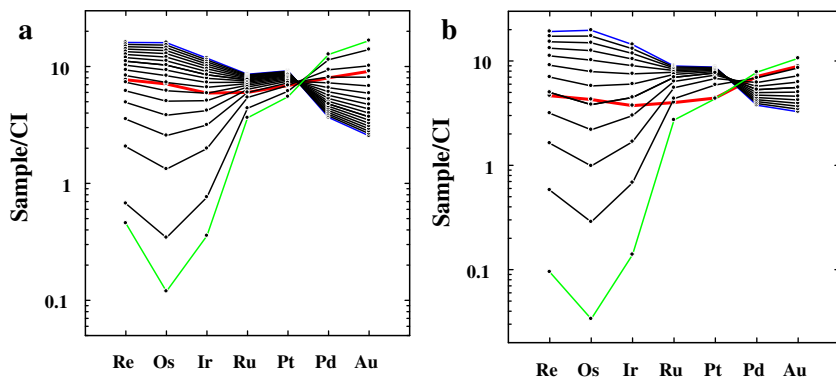 a
b
Sample/CI
10
1
0.1
Re Os Ir Ru Pt Pd Au
Sample/CI
10
1
0.1
Re Os Ir Ru Pt Pd Au